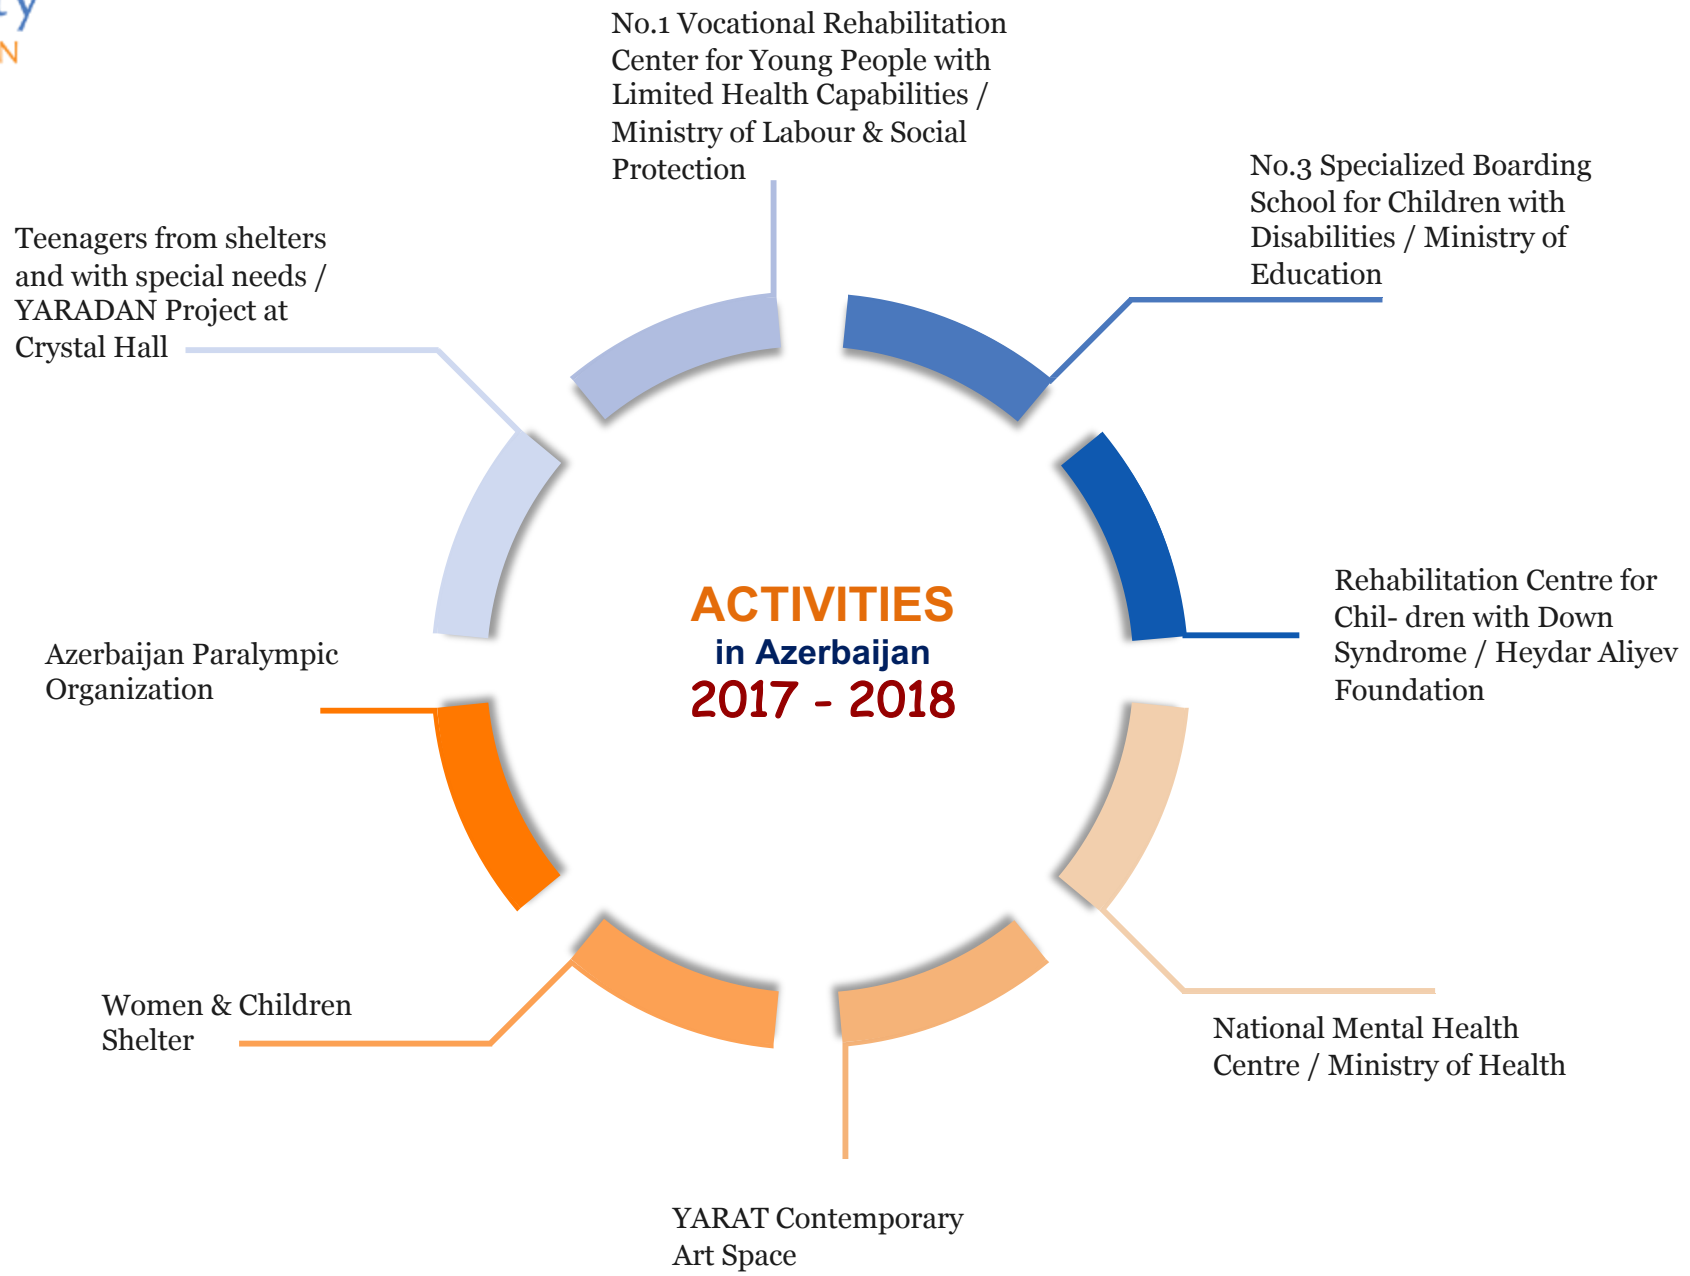 No.1 Vocational Rehabilitation
Center for Young People with
Limited Health Capabilities /
Ministry of Labour & Social
Protection
No.3 Specialized Boarding
School for Children with
Disabilities / Ministry of
Education
Teenagers from shelters
and with special needs /
YARADAN Project at
Crystal Hall
ACTIVITIES
in Azerbaijan
2017 - 2018
Rehabilitation Centre for
Chil- dren with Down
Syndrome / Heydar Aliyev
Foundation
Azerbaijan Paralympic
Organization
Women & Children
Shelter
National Mental Health
Centre / Ministry of Health
YARAT Contemporary
Art Space